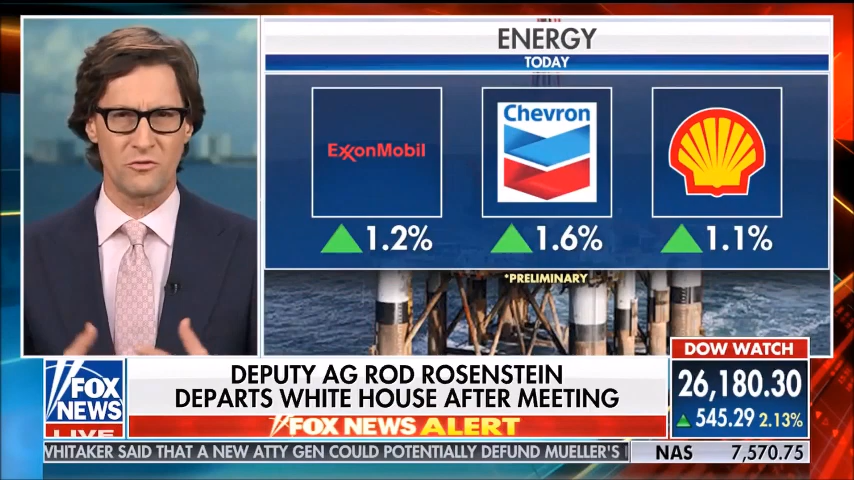 ENERGY
TODAY
ExxonMobil
Chevron
1.2%
1.6%
1.1%
*PRELIMINARY
DEPUTY AG ROD ROSENSTEIN
DEPARTS WHITE HOUSE AFTER MEETING
FOX NEWS ALERT
FOX
NEWS
LIVE
DOW WATCH
26,180.30
545.29 2.13%
WHITAKER SAID THAT A NEW ATTY GEN COULD POTENTIALLY DEFUND MUELLER'S
NAS 7,570.75